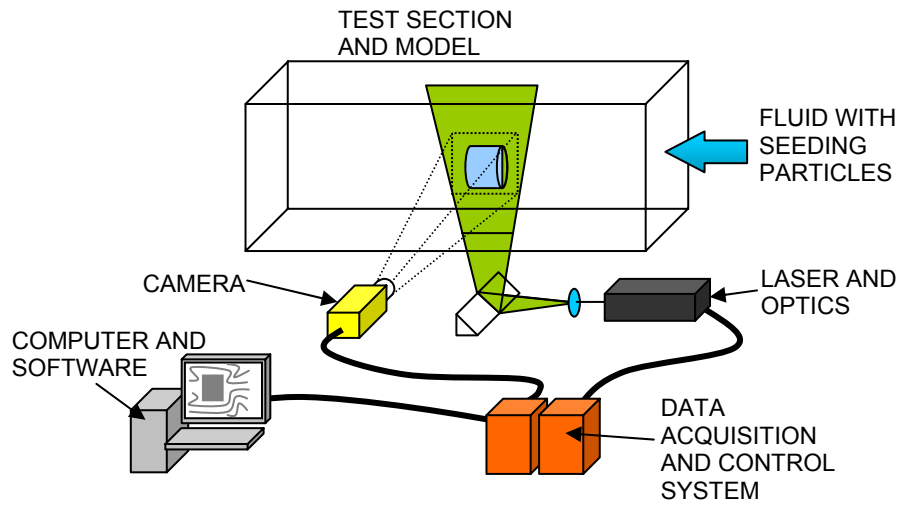 TEST SECTION
AND MODEL
FLUID WITH
SEEDING
PARTICLES
CAMERA
LASER AND
OPTICS
COMPUTER AND
SOFTWARE
DATA
ACQUISITION
AND CONTROL
SYSTEM